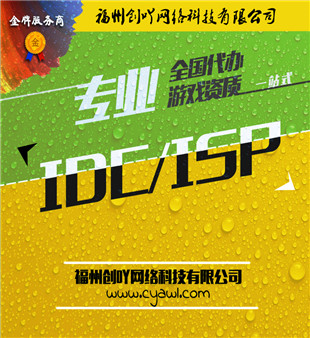 金牌服务商
金
福州创吖网络科技有限公司
专业!
全国代办
游戏资质
一站式
IDC/ISP
福州创吖网络科技有限公司
www.cyawl.com